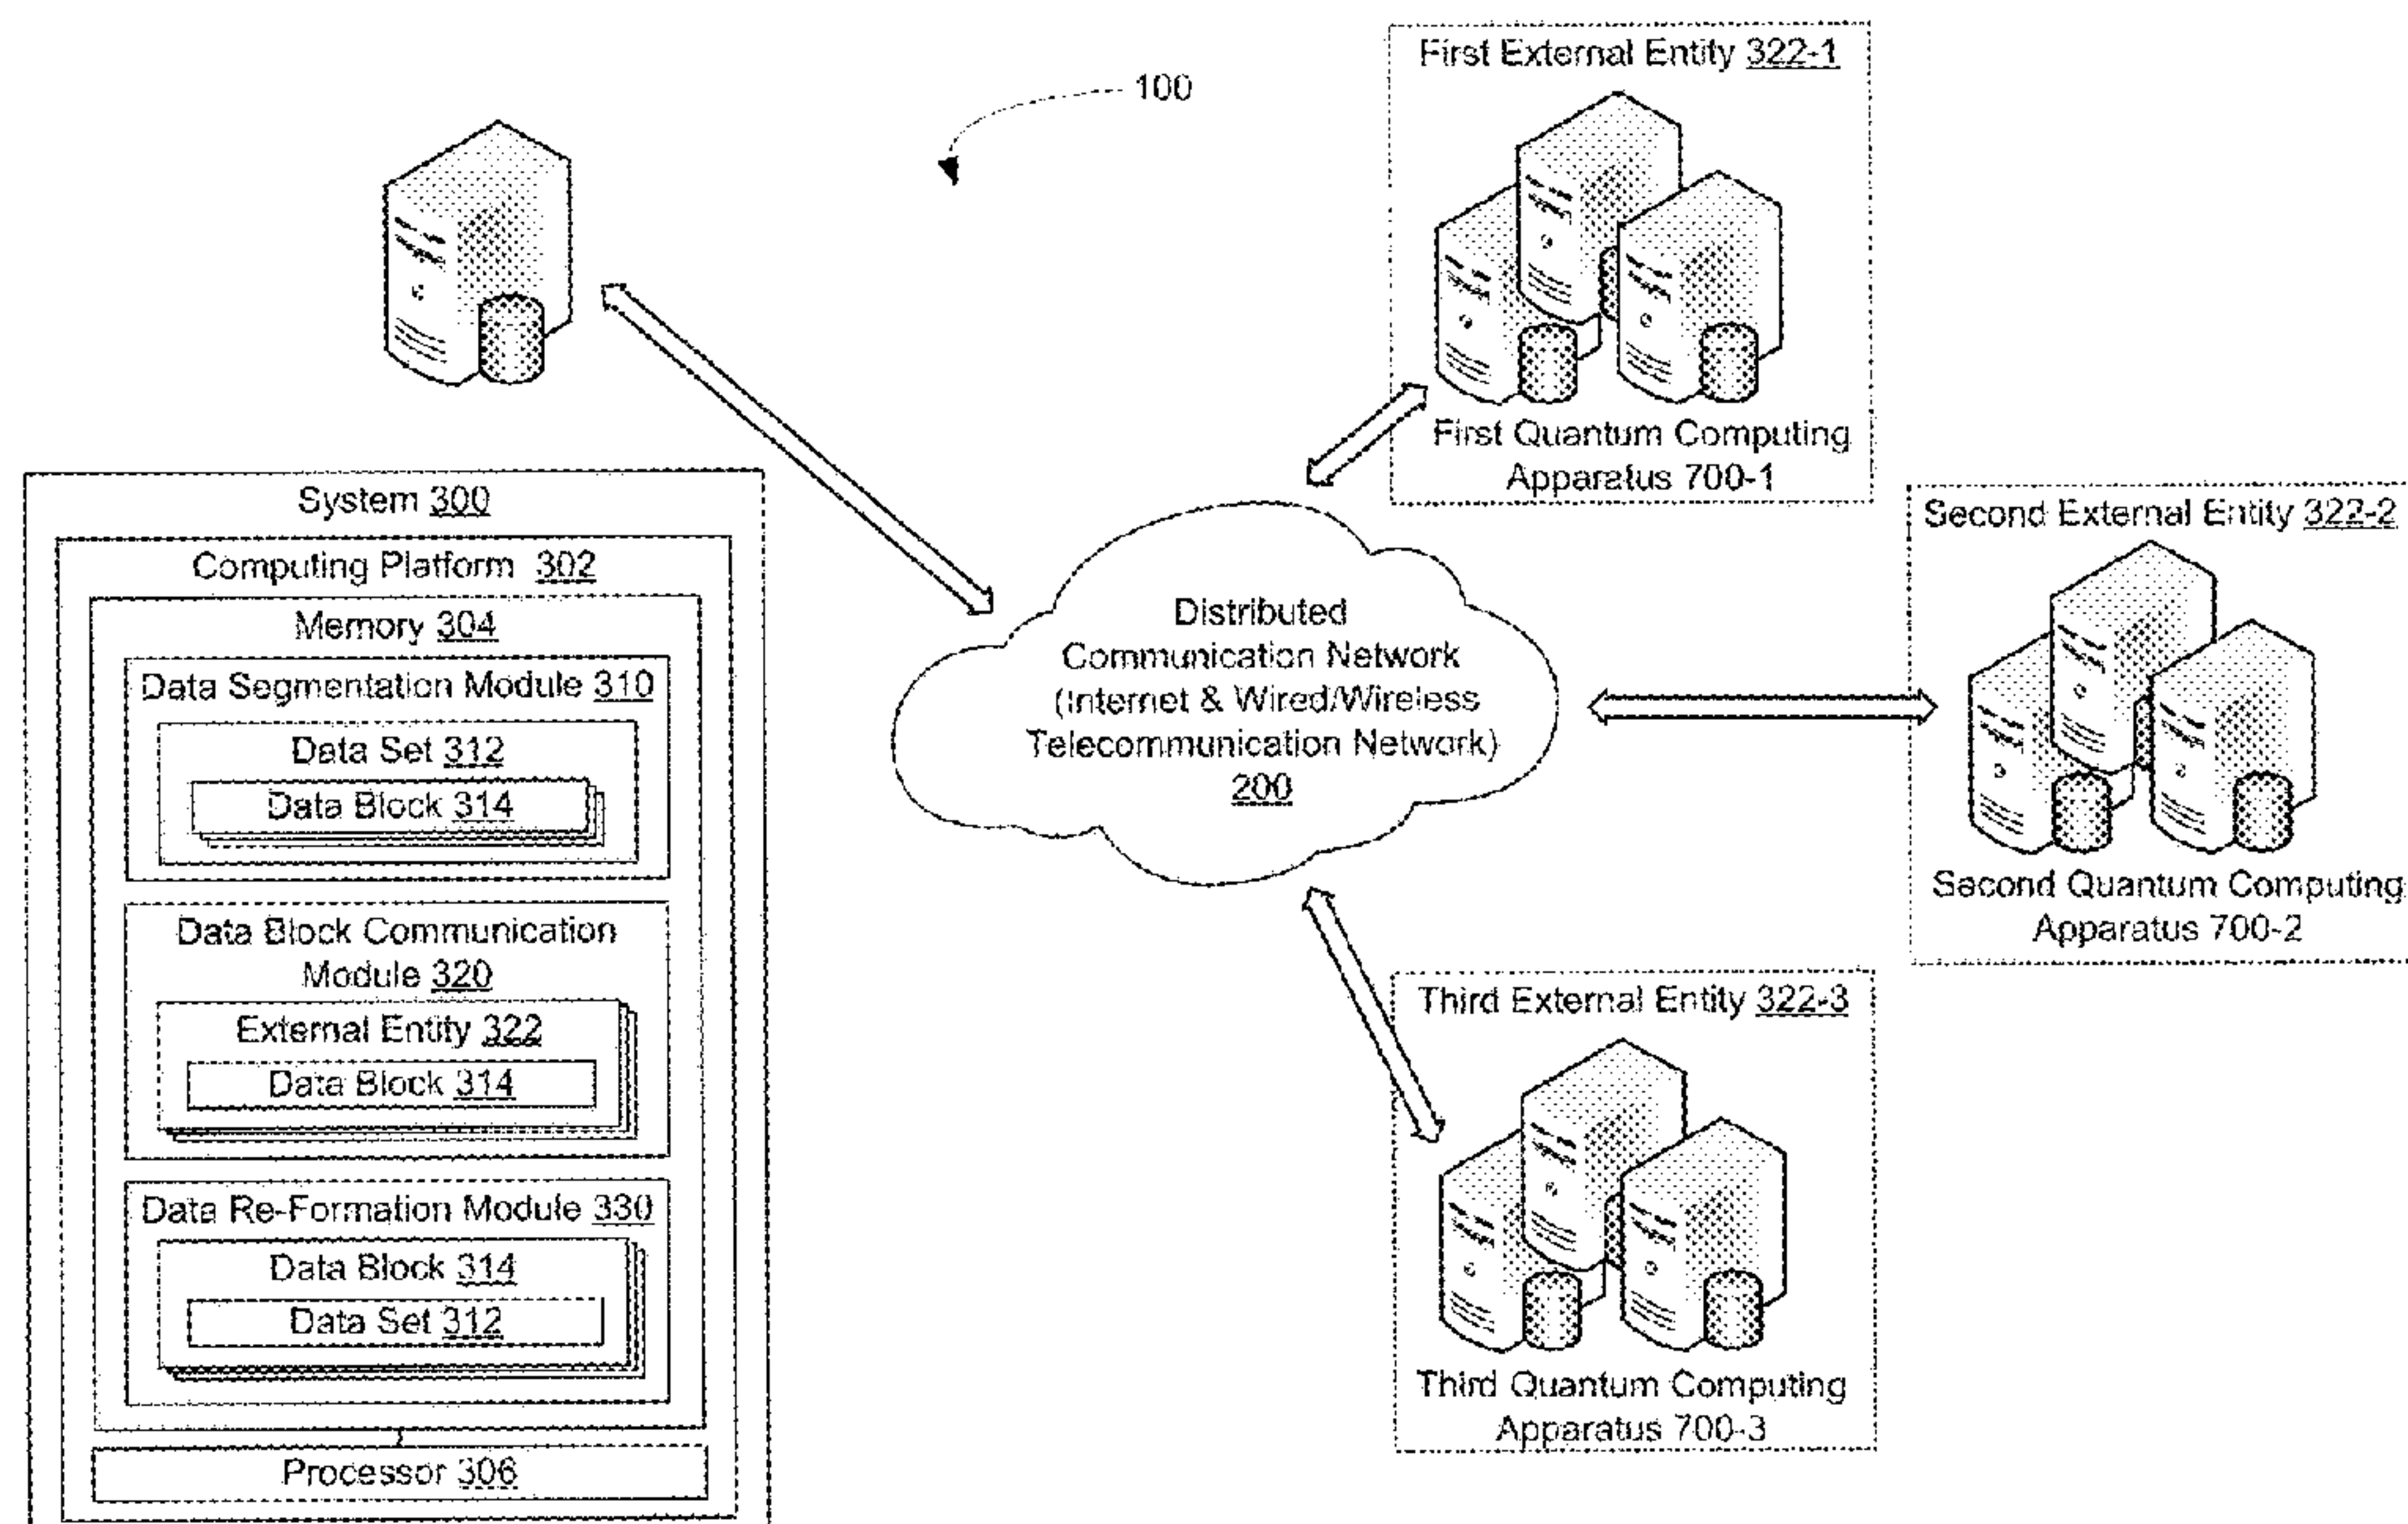 100
System 300
Computing Platform 302
Memory 304
Data Segmentation Module 310
Data Set 312
Data Block 314
Data Block Communication
Module 320
External Entity 322
Data Block 314
Data Re-Formation Module 330
Data Block 314
Data Set 312
Processor 306
Distributed
Communication Network
(Internet & Wired/Wireless
Telecommunication Network)
200
First External Entity 322-1
First Quantum Computing
Apparatus 700-1
Second External Entity 322-2
Second Quantum Computing
Apparatus 700-2
Third External Entity 322-3
Third Quantum Computing
Apparatus 700-3